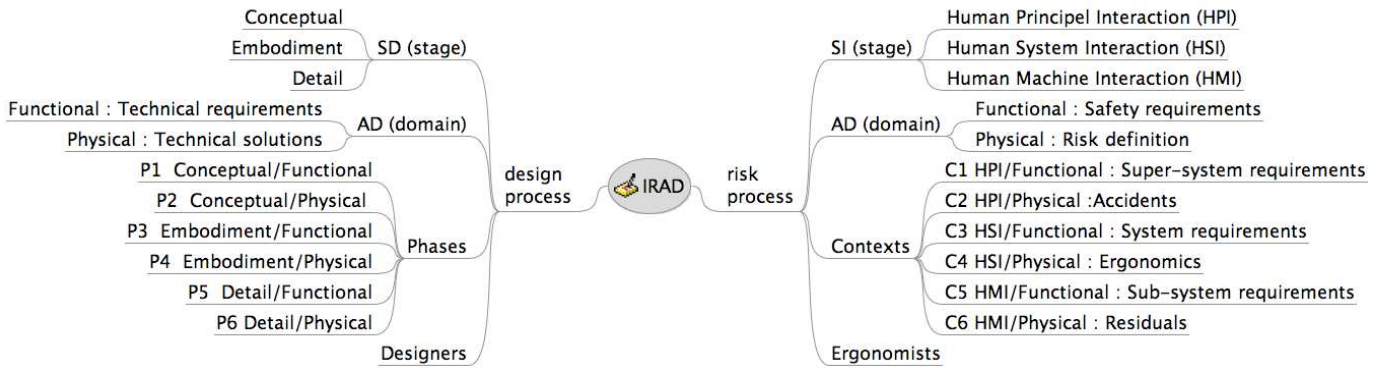 Conceptual
Embodiment
Detail
SD (stage)
Functional : Technical requirements
Physical : Technical solutions
AD (domain)
P1 Conceptual/Functional
P2 Conceptual/Physical
P3 Embodiment/Functional
P4 Embodiment/Physical
P5 Detail/Functional
P6 Detail/Physical
Phases
Designers
design
process
IRAD
risk
process
SI (stage)
Human Principel Interaction (HPI)
Human System Interaction (HSI)
Human Machine Interaction (HMI)
AD (domain)
Functional : Safety requirements
Physical : Risk definition
Contexts
C1 HPI/Functional : Super-system requirements
C2 HPI/Physical :Accidents
C3 HSI/Functional : System requirements
C4 HSI/Physical : Ergonomics
C5 HMI/Functional : Sub-system requirements
C6 HMI/Physical : Residuals
Ergonomists